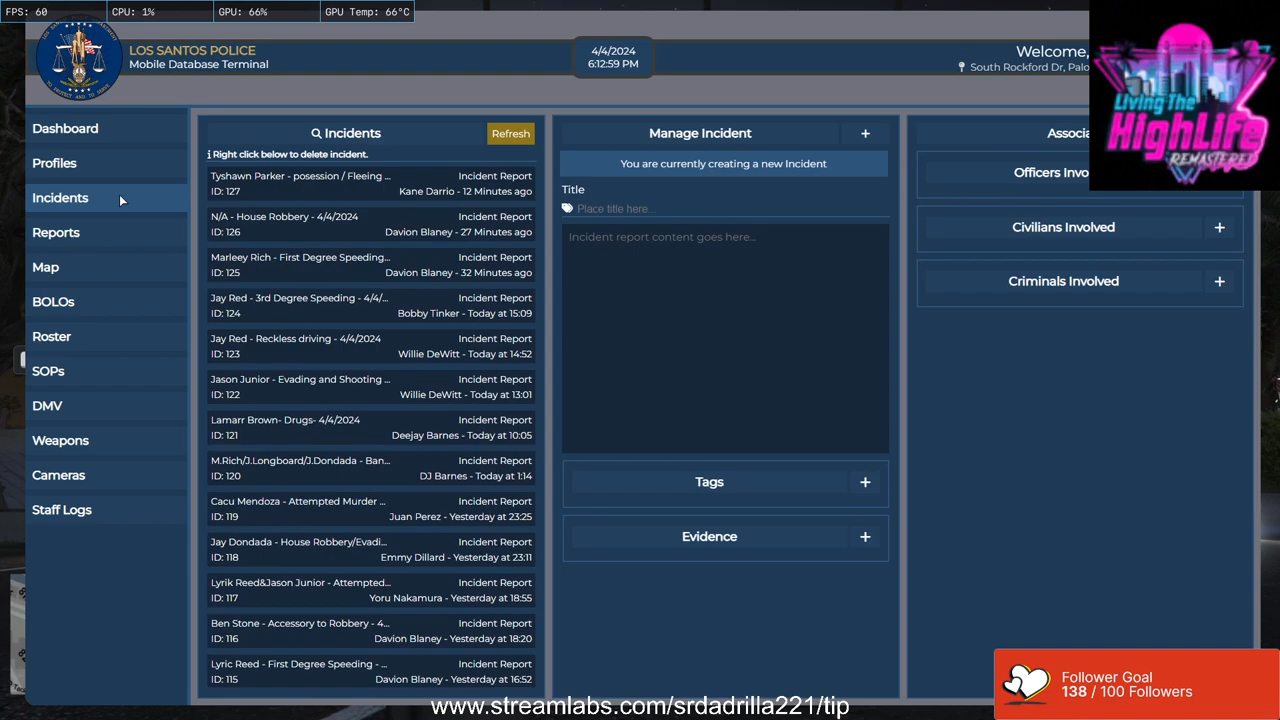 FPS: 60
CPU: 1%
GPU: 66%
GPU Temp: 66°C
LOS SANTOS POLICE
Mobile Database Terminal
4/4/2024
6:12:59 PM
Welcome,
South Rockford Dr, Palo
LIVING THE
HIGHLIFE
REMASTERED
Dashboard
Profiles
Incidents
Reports
Map
BOLOs
Roster
SOPs
DMV
Weapons
Cameras
Staff Logs
Incidents
Refresh
Right click below to delete incident.
Tyshawn Parker - posession / Fleeing ... Incident Report
ID: 127 Kane Darrio - 12 Minutes ago
N/A - House Robbery - 4/4/2024 Incident Report
ID: 126 Davion Blaney - 27 Minutes ago
Marleey Rich - First Degree Speeding... Incident Report
ID: 125 Davion Blaney - 32 Minutes ago
Jay Red - 3rd Degree Speeding - 4/4/... Incident Report
ID: 124 Bobby Tinker - Today at 15:09
Jay Red - Reckless driving - 4/4/2024 Incident Report
ID: 123 Willie DeWitt - Today at 14:52
Jason Junior - Evading and Shooting ... Incident Report
ID: 122 Willie DeWitt - Today at 13:01
Lamarr Brown- Drugs- 4/4/2024 Incident Report
ID: 121 Deejay Barnes - Today at 10:05
M.Rich/J.Longboard/J.Dondada - Ban... Incident Report
ID: 120 DJ Barnes - Today at 1:14
Cacu Mendoza - Attempted Murder ... Incident Report
ID: 119 Juan Perez - Yesterday at 23:25
Jay Dondada - House Robbery/Evadi... Incident Report
ID: 118 Emmy Dillard - Yesterday at 23:11
Lyrik Reed&Jason Junior - Attempted... Incident Report
ID: 117 Yoru Nakamura - Yesterday at 18:55
Ben Stone - Accessory to Robbery - 4... Incident Report
ID: 116 Davion Blaney - Yesterday at 18:20
Lyric Reed - First Degree Speeding - ... Incident Report
ID: 115 Davion Blaney - Yesterday at 16:52
Manage Incident +
You are currently creating a new Incident
Title
Place title here...
Incident report content goes here...
Tags +
Evidence +
Associa
Officers Invo
Civilians Involved +
Criminals Involved +
Follower Goal
138 / 100 Followers
www.streamlabs.com/srdadrilla221/tip